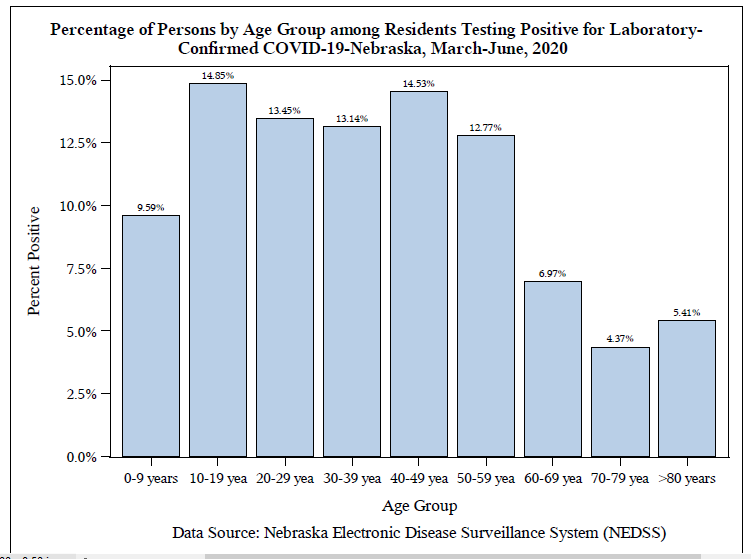 Percentage of Persons by Age Group among Residents Testing Positive for Laboratory-
Confirmed COVID-19-Nebraska, March-June, 2020
Percent Positive
15.0%
12.5%
10.0%
7.5%
5.0%
2.5%
0.0%
9.59%
14.85%
13.45%
13.14%
14.53%
12.77%
6.97%
4.37%
5.41%
0-9 years 10-19 yea 20-29 yea 30-39 yea 40-49 yea 50-59 yea 60-69 yea 70-79 yea >80 years
Age Group
Data Source: Nebraska Electronic Disease Surveillance System (NEDSS)